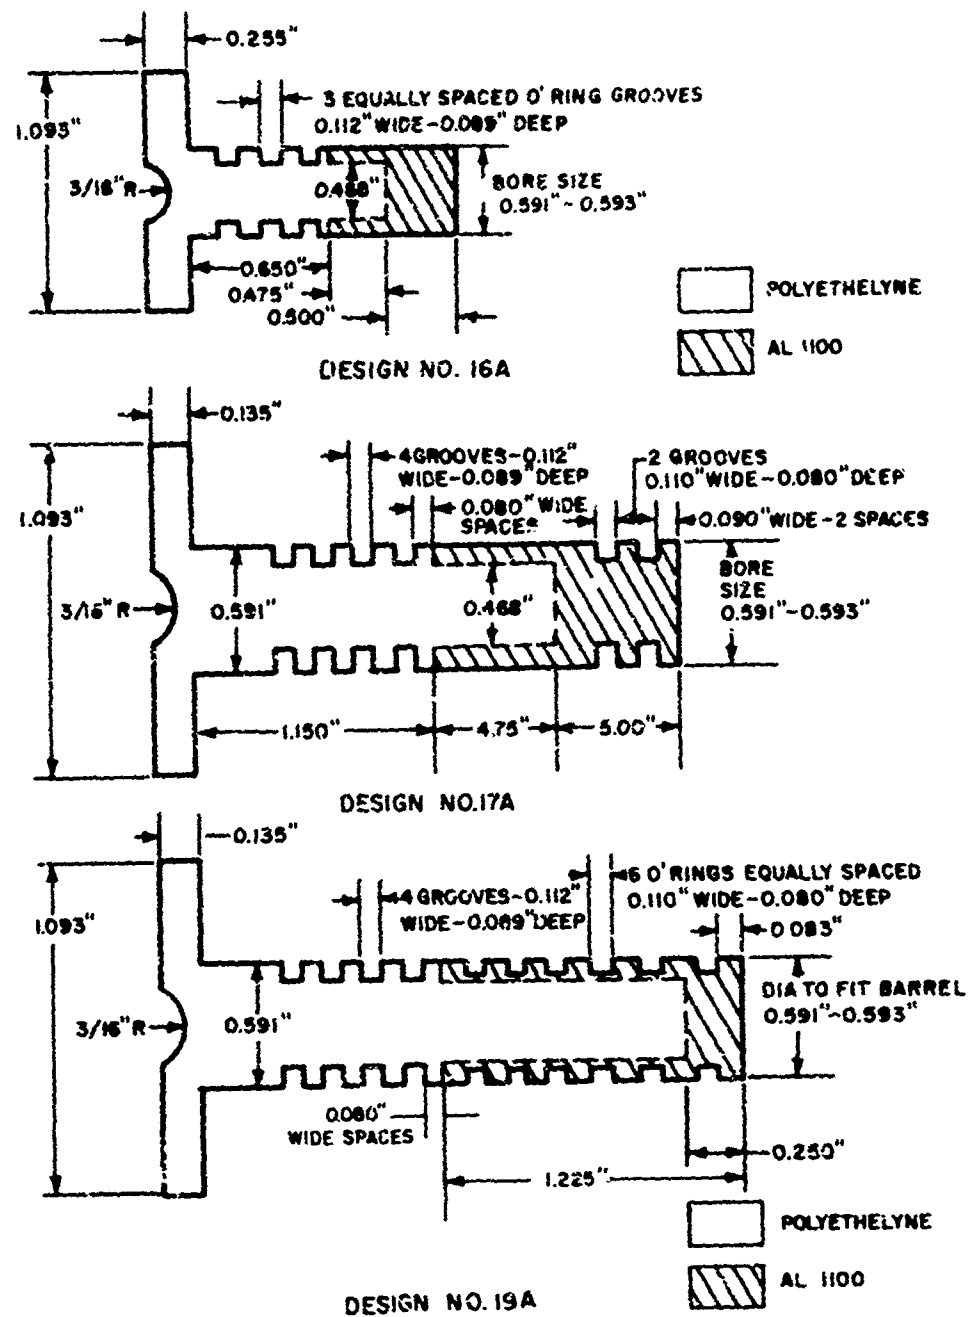 0.255"
3 EQUALLY SPACED O' RING GROOVES
0.112" WIDE-0.089" DEEP
1.093"
3/16" R
0.468"
BORE SIZE
0.591"~0.593"
0.650"
0.475"
0.500"
POLYETHELYNE
AL 1100
DESIGN NO. 16A
0.135"
4 GROOVES-0.112"
WIDE-0.089" DEEP
2 GROOVES
0.110" WIDE-0.080" DEEP
0.080" WIDE
SPACES
0.090" WIDE-2 SPACES
1.093"
BORE
SIZE
0.591"-0.593"
3/16" R
0.591"
0.468"
1.150"
4.75"
5.00"
DESIGN NO. 17A
0.135"
6 O' RINGS EQUALLY SPACED
0.110" WIDE-0.080" DEEP
4 GROOVES-0.112"
WIDE-0.089" DEEP
0.083"
1.093"
DIA TO FIT BARREL
0.591"~0.593"
3/16" R
0.591"
0.080"
WIDE SPACES
0.250"
1.225"
POLYETHELYNE
AL 1100
DESIGN NO. 19A